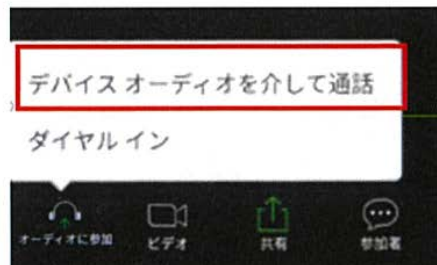 デバイス オーディオを介して通話
ダイヤル イン
オーディオに参加
ビデオ
共有
参加者